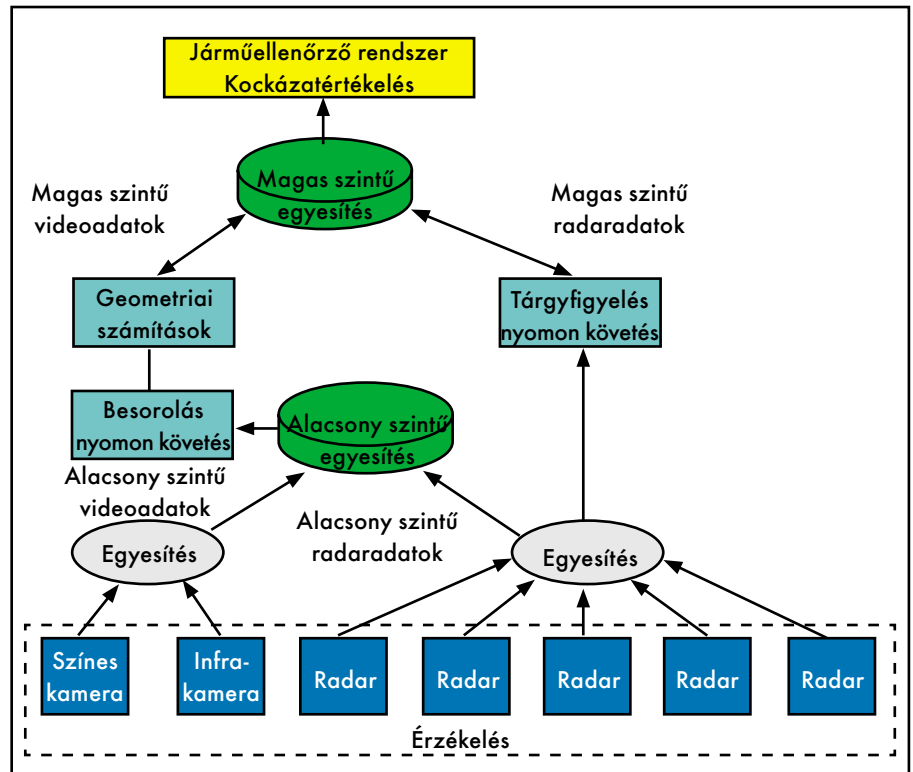 Járműellenőrző rendszer
Kockázatértékelés
Magas szintű
egyesítés
Magas szintű
videoadatok
Magas szintű
radaradatok
Geometriai
számítások
Tárgyfigyelés
nyomon követés
Besorolás
nyomon követés
Alacsony szintű
egyesítés
Alacsony szintű
videoadatok
Alacsony szintű
radaradatok
Egyesítés
Egyesítés
Színes
kamera
Infra-
kamera
Radar
Radar
Radar
Radar
Radar
Érzékelés